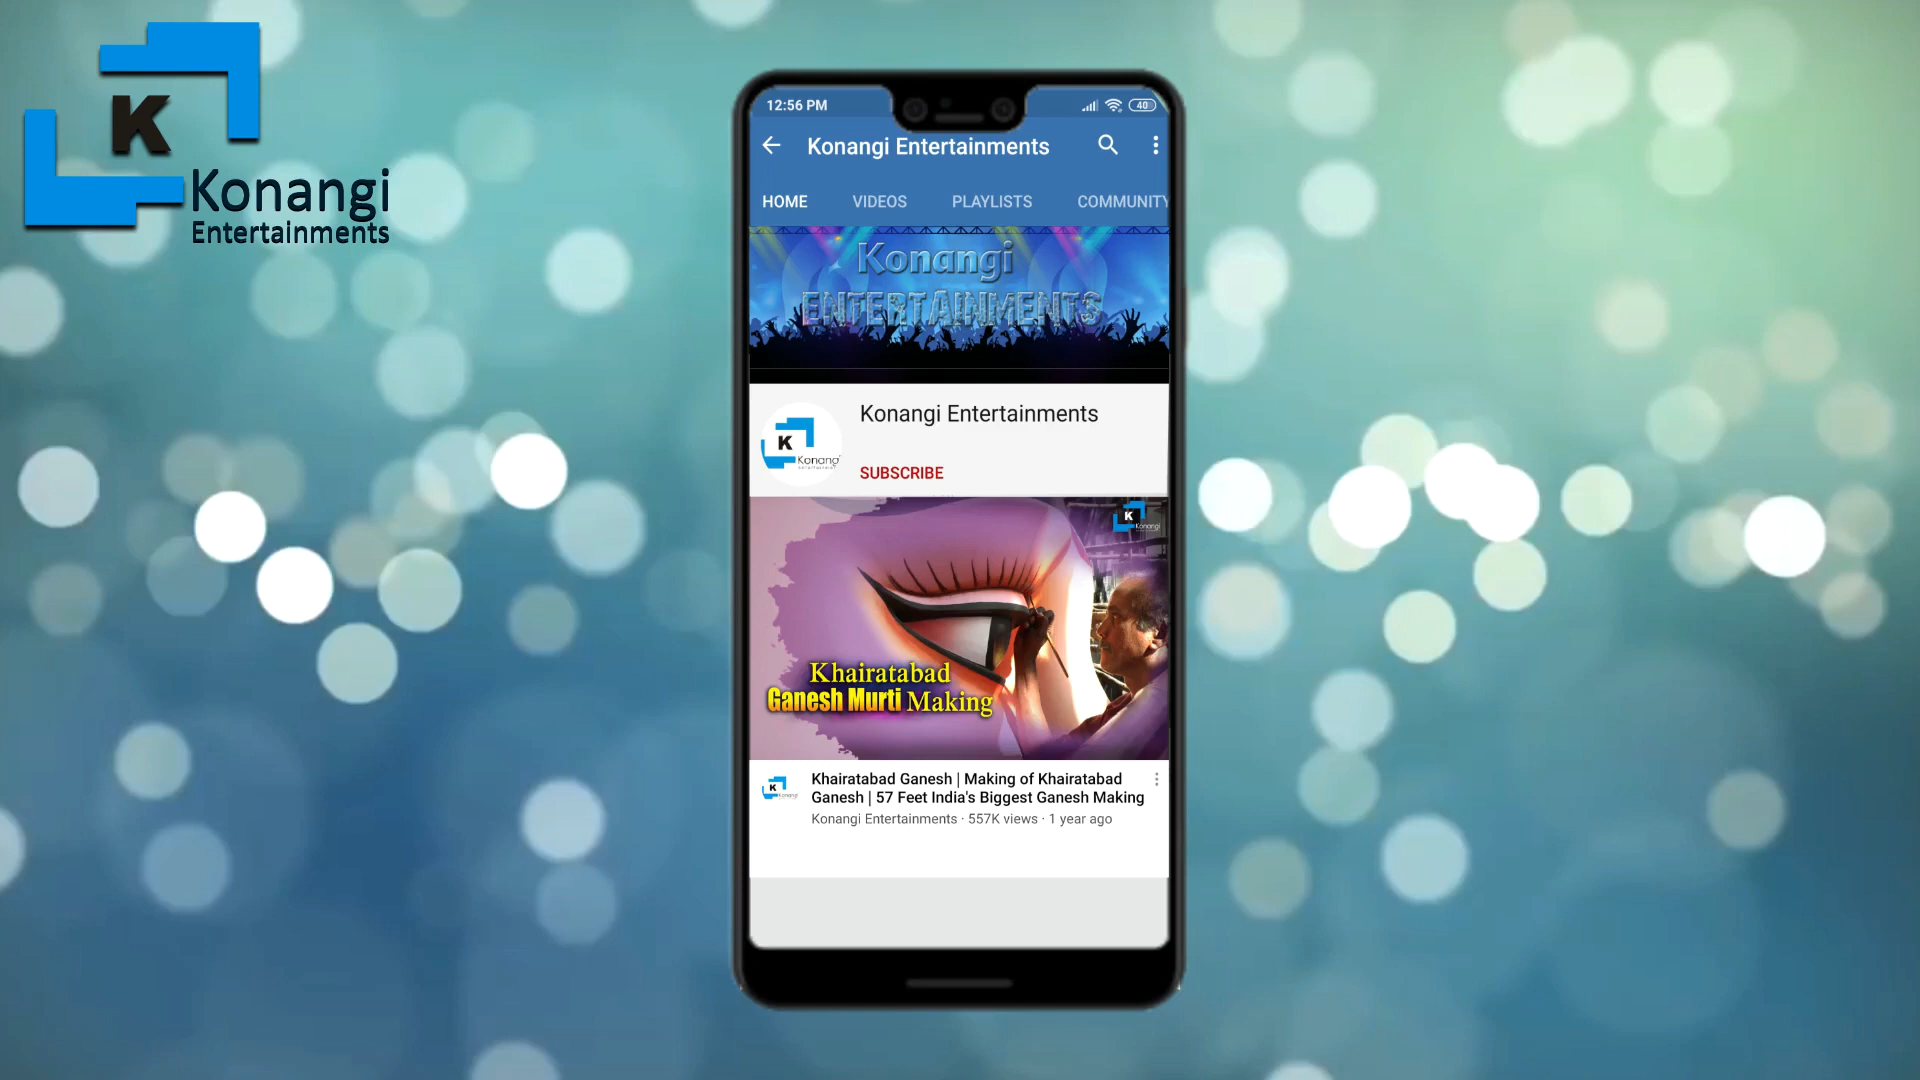 K
Konangi
Entertainments
12:56 PM
40
Konangi Entertainments
HOME VIDEOS PLAYLISTS COMMUNITY
Konangi
ENTERTAINMENTS
K
Konangi
Konangi Entertainments
SUBSCRIBE
K
Konangi
Khairatabad
Ganesh Murti Making
K
Konangi
Khairatabad Ganesh | Making of Khairatabad
Ganesh | 57 Feet India's Biggest Ganesh Making
Konangi Entertainments · 557K views · 1 year ago